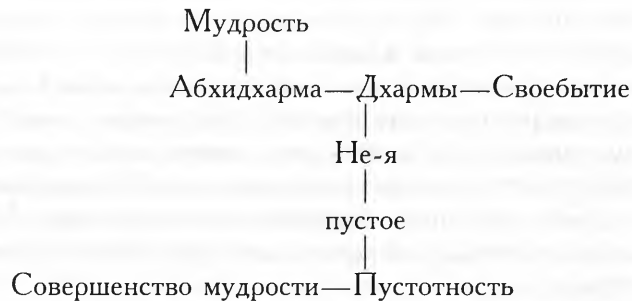 Мудрость
Абхидхарма—Дхармы—Своебытие
Не-я
пустое
Совершенство мудрости—Пустотность